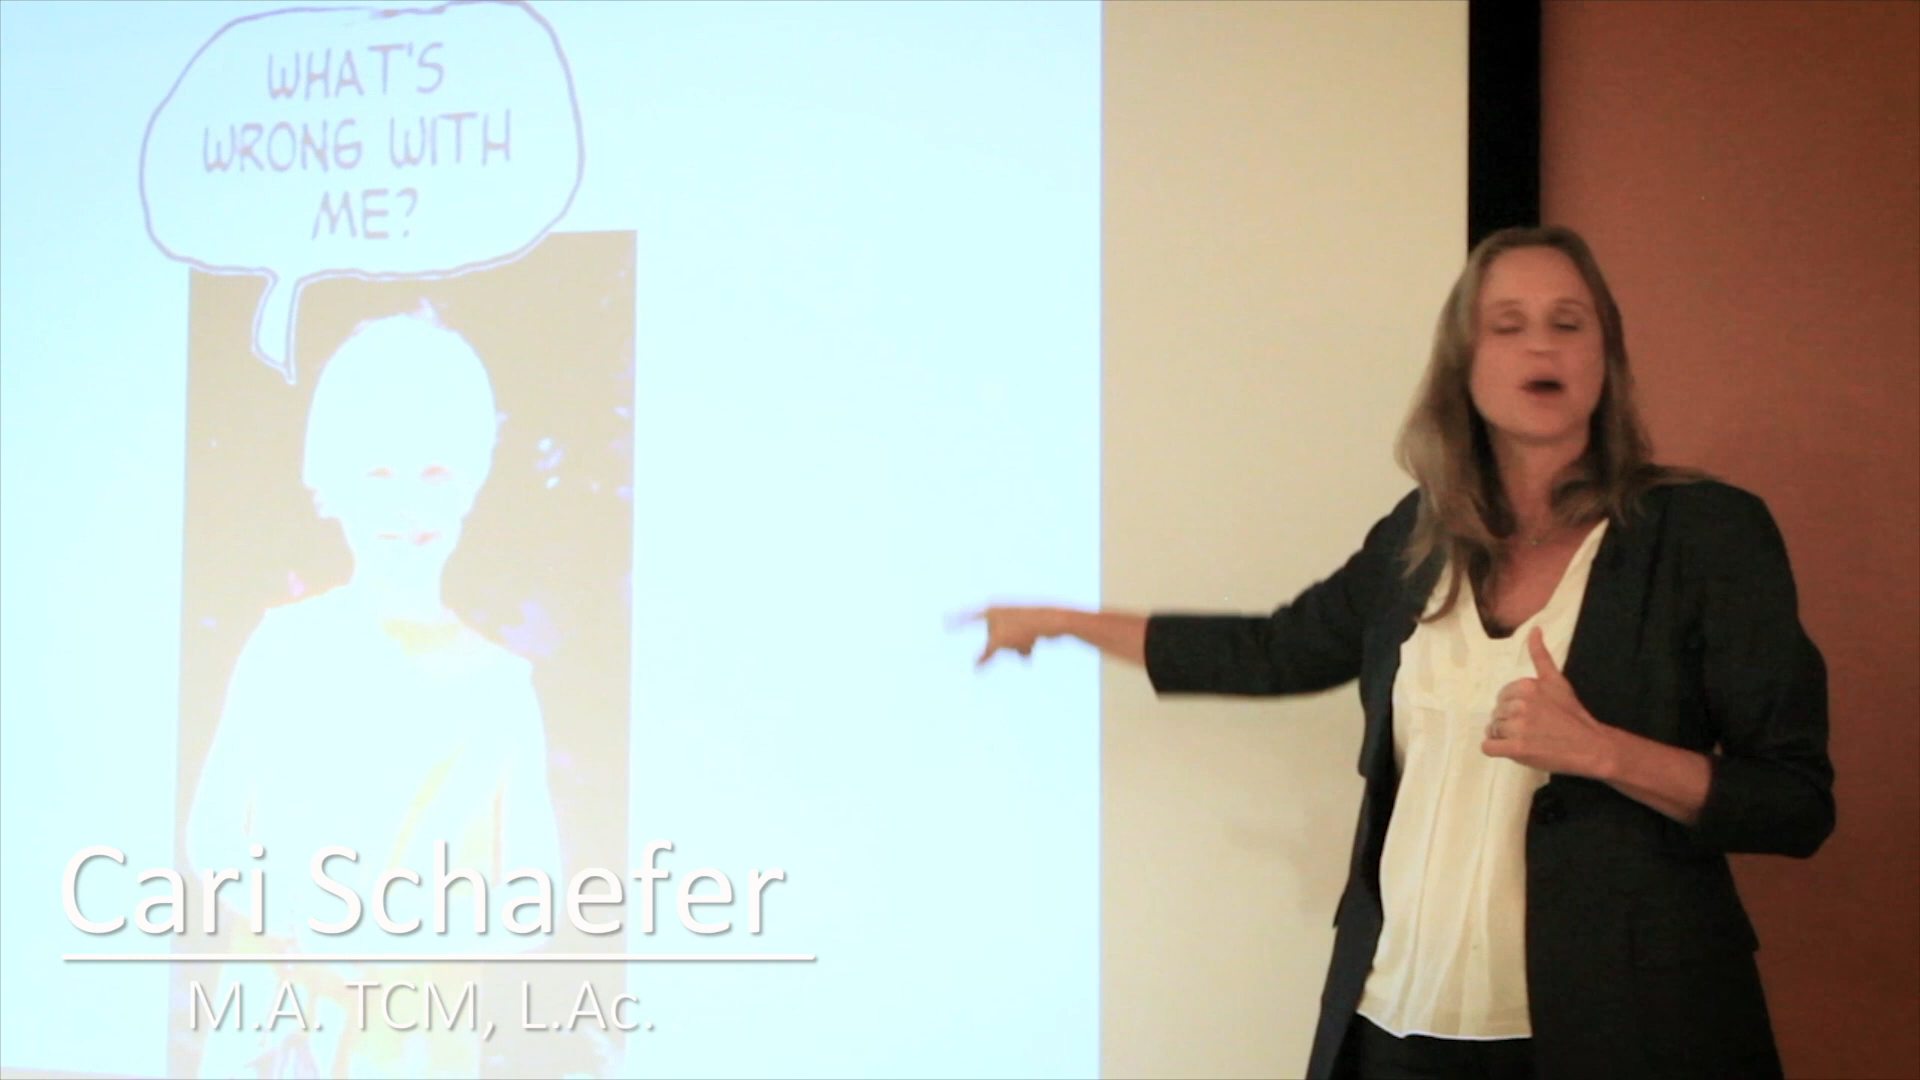 WHAT'S
WRONG WITH
ME?
Cari Schaefer
M.A. TCM, L.Ac.